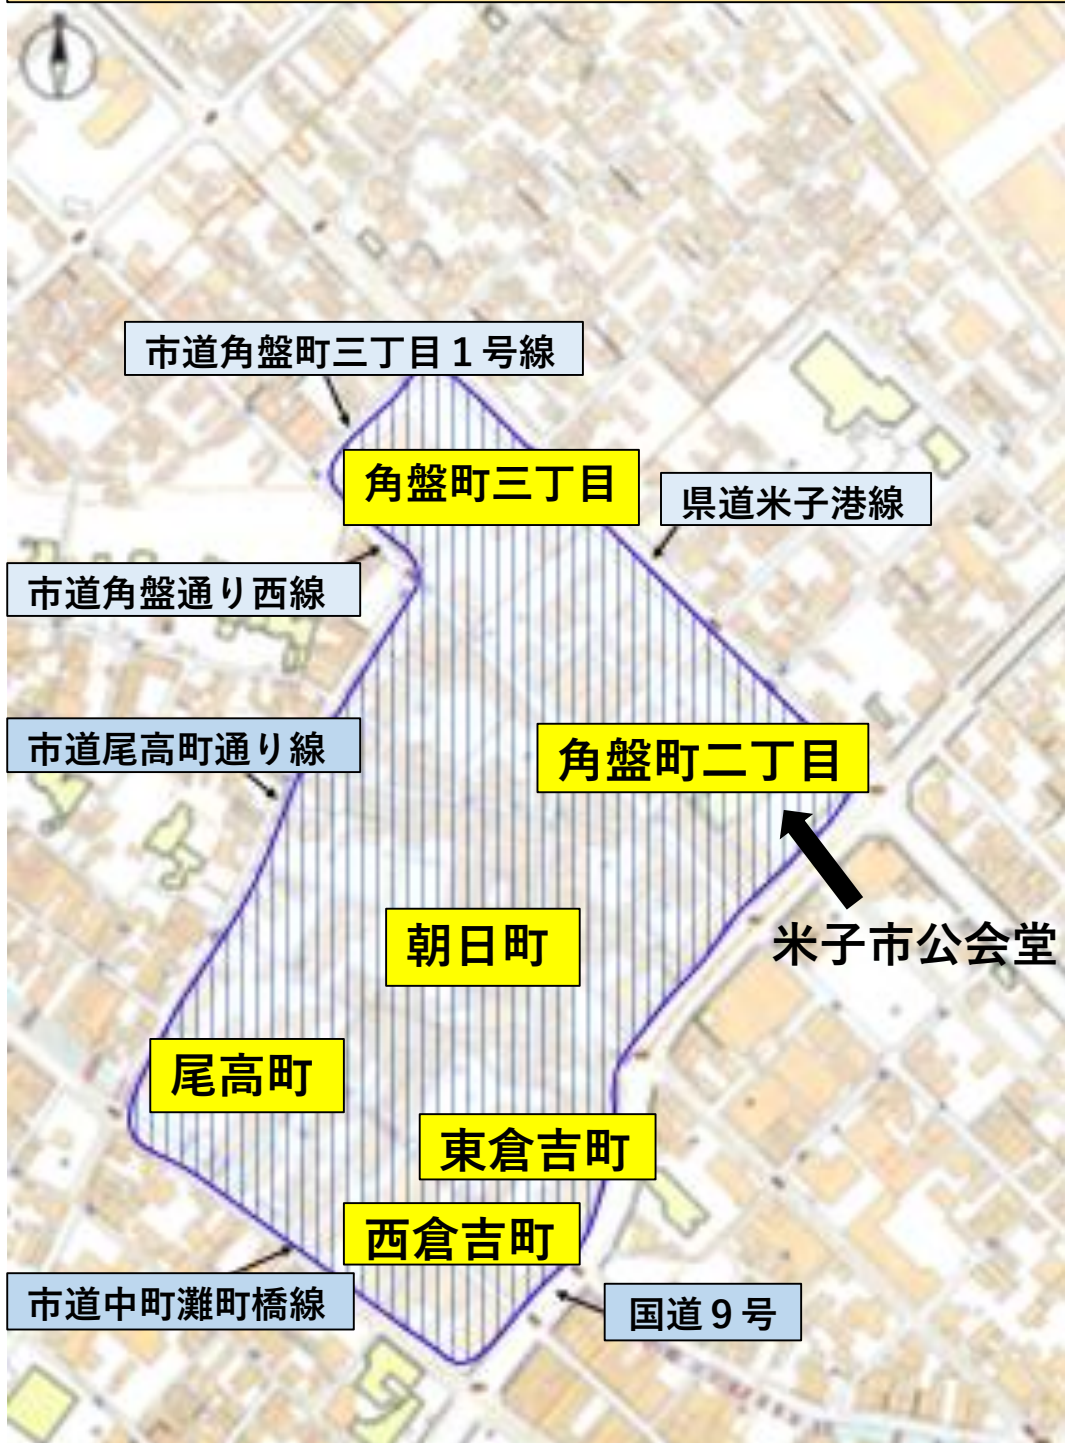 市道角盤町三丁目１号線
角盤町三丁目
県道米子港線
市道角盤通り西線
市道尾高町通り線
角盤町二丁目
朝日町
米子市公会堂
尾高町
東倉吉町
西倉吉町
市道中町灘町橋線
国道９号